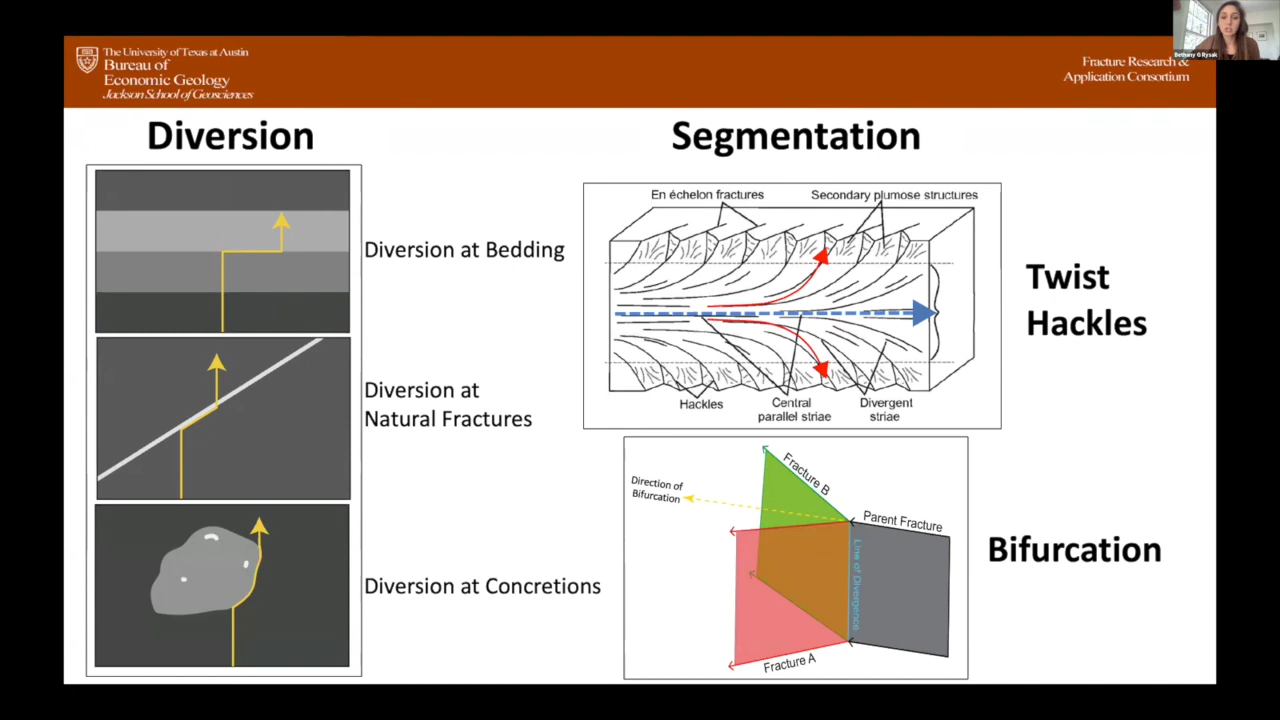 The University of Texas at Austin
Bureau of
Economic Geology
Jackson School of Geosciences
Fracture Research &
Application Consortium
Bethany G Rysak
Diversion
Diversion at Bedding
Diversion at
Natural Fractures
Diversion at Concretions
Segmentation
En échelon fractures
Secondary plumose structures
Hackles
Central
parallel striae
Divergent
striae
Twist
Hackles
Direction of
Bifurcation
Fracture B
Parent Fracture
Line of Divergence
Fracture A
Bifurcation